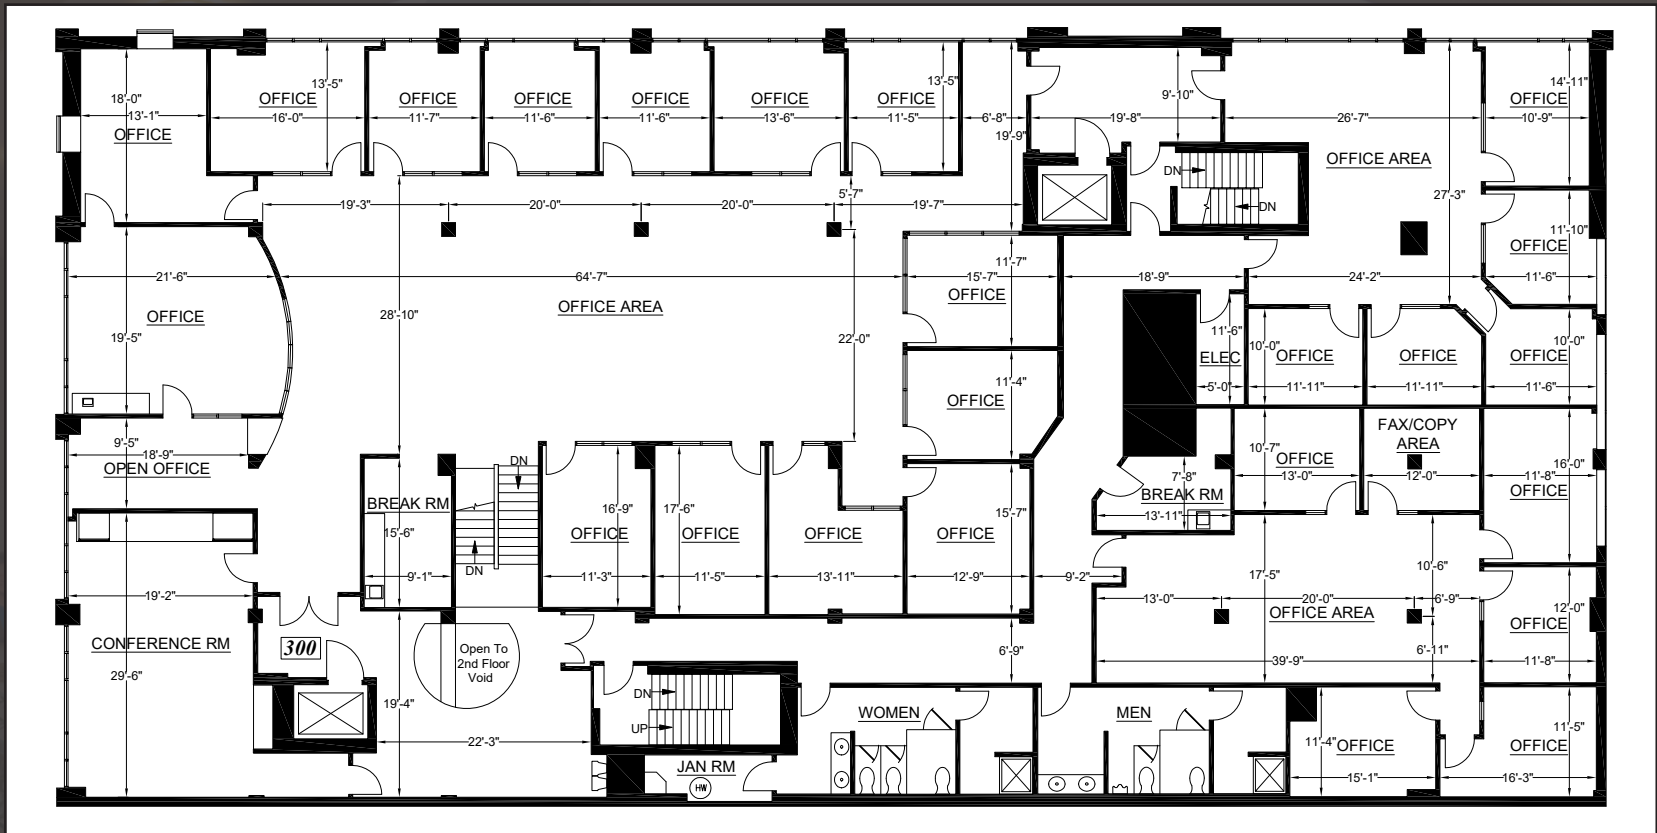 18'-0"
13'-1"
OFFICE
13'-5"
OFFICE
16'-0"
OFFICE
11'-7"
OFFICE
11'-6"
OFFICE
11'-6"
OFFICE
13'-6"
13'-5"
OFFICE
11'-5"
6'-8"
19'-9"
9'-10"
19'-8"
26'-7"
OFFICE AREA
27'-3"
14'-11"
OFFICE
10'-9"
DN
DN
5'-7"
19'-3"
20'-0"
20'-0"
19'-7"
11'-10"
OFFICE
11'-6"
21'-6"
OFFICE
19'-5"
64'-7"
OFFICE AREA
28'-10"
22'-0"
11'-7"
15'-7"
OFFICE
18'-9"
24'-2"
11'-6"
ELEC
5'-0"
10'-0"
OFFICE
11'-11"
OFFICE
11'-11"
10'-0"
OFFICE
11'-6"
11'-4"
OFFICE
9'-5"
18'-9"
OPEN OFFICE
DN
DN
BREAK RM
15'-6"
9'-1"
16'-9"
OFFICE
11'-3"
17'-6"
OFFICE
11'-5"
OFFICE
13'-11"
15'-7"
OFFICE
12'-9"
9'-2"
7'-8"
BREAK RM
13'-11"
10'-7"
OFFICE
13'-0"
FAX/COPY
AREA
12'-0"
16'-0"
11'-8"
OFFICE
19'-2"
CONFERENCE RM
29'-6"
300
Open To
2nd Floor
Void
19'-4"
22'-3"
17'-5"
10'-6"
13'-0"
20'-0"
6'-9"
OFFICE AREA
6'-11"
39'-9"
12'-0"
OFFICE
11'-8"
6'-9"
DN
UP
JAN RM
HW
WOMEN
MEN
11'-4"
OFFICE
15'-1"
11'-5"
OFFICE
16'-3"